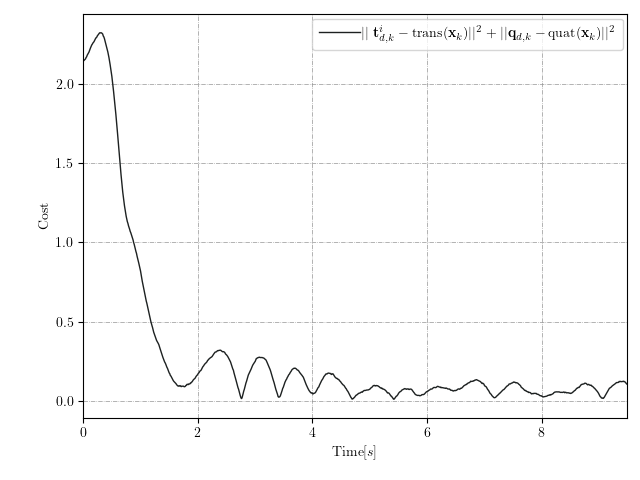 || t^i_{d,k} − trans(x_k)||² + ||q_{d,k} − quat(x_k)||²
2.0
1.5
1.0
0.5
0.0
Cost
0 2 4 6 8
Time[s]